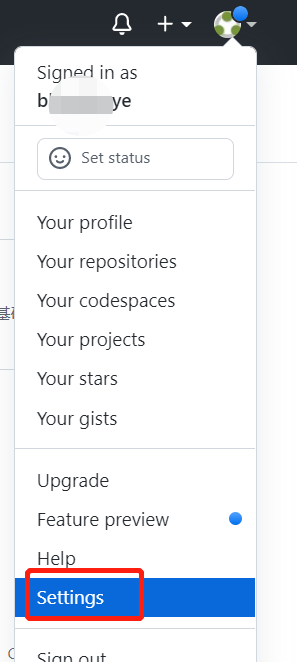 Signed in as
Set status
Your profile
Your repositories
Your codespaces
Your projects
Your stars
Your gists
Upgrade
Feature preview
Help
Settings
Sign out